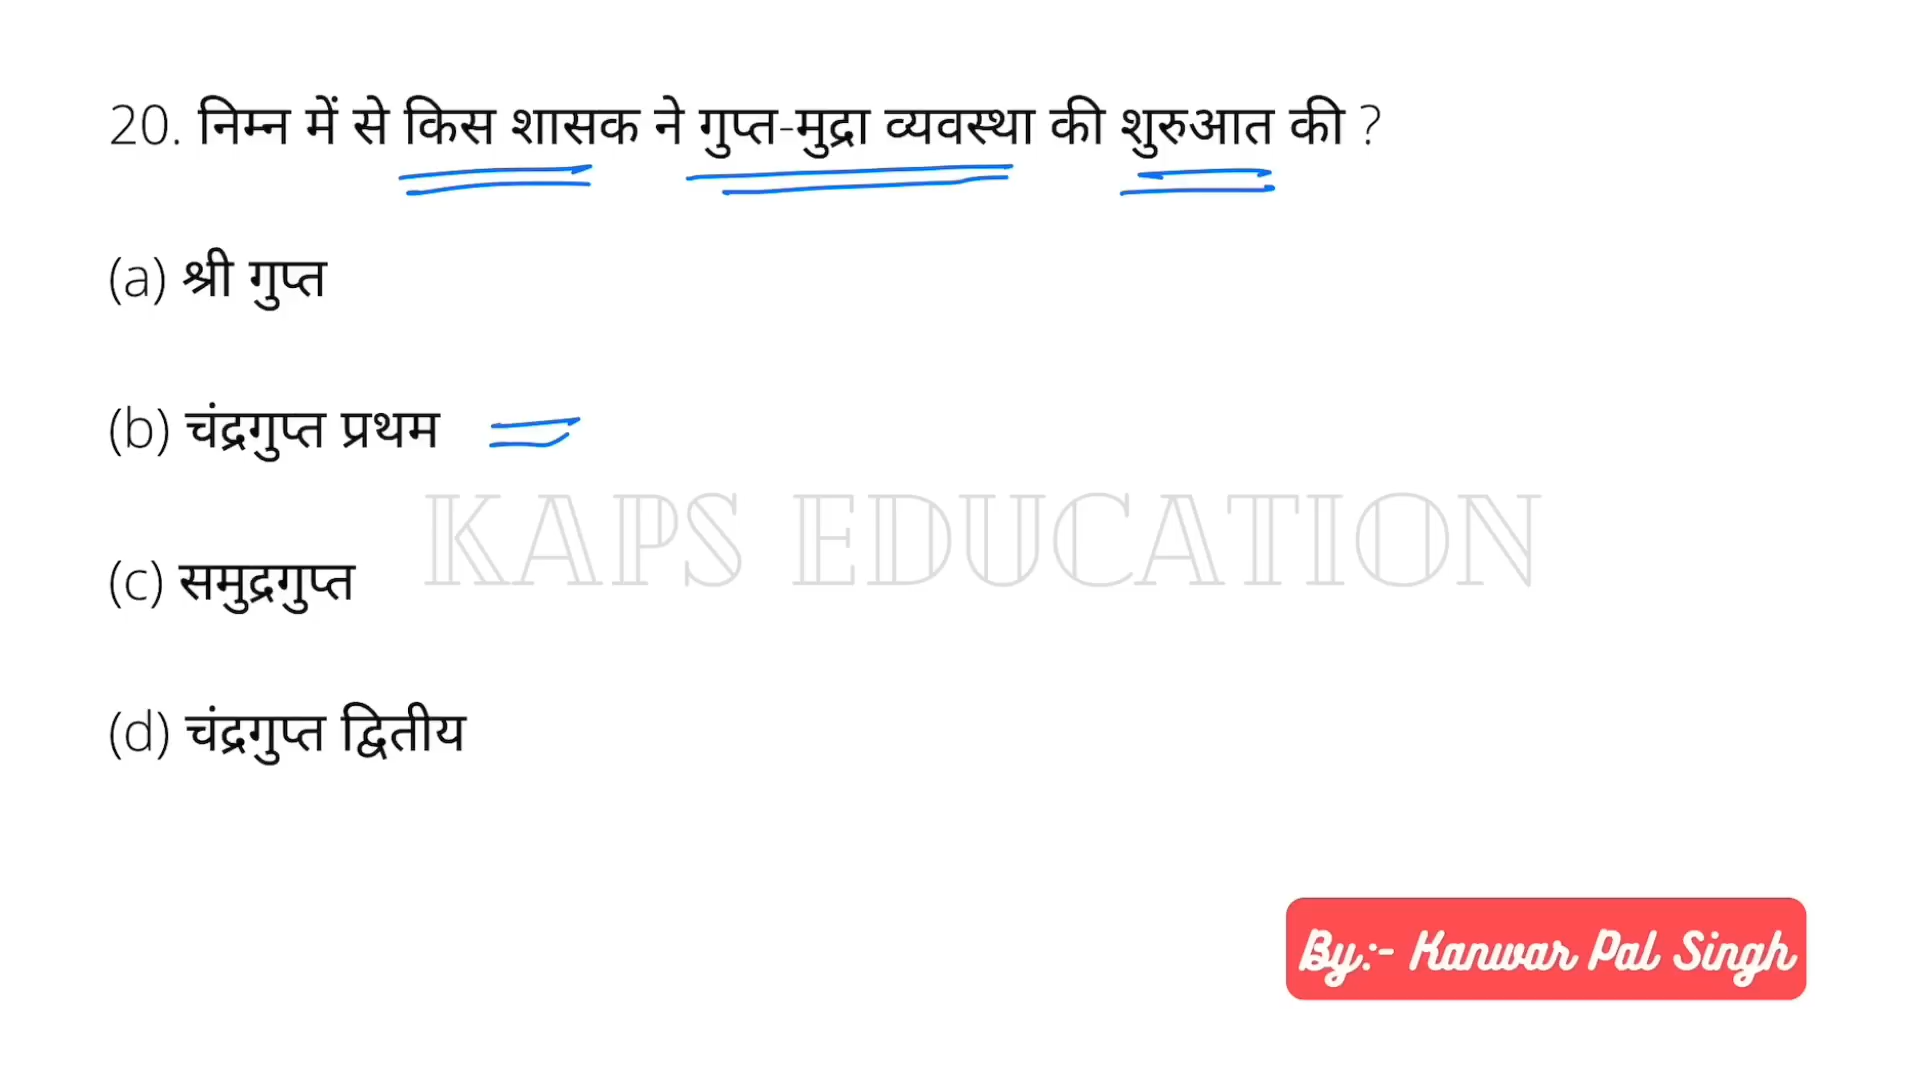 20. निम्न में से किस शासक ने गुप्त-मुद्रा व्यवस्था की शुरुआत की ?
(a) श्री गुप्त
(b) चंद्रगुप्त प्रथम
KAPS EDUCATION
(c) समुद्रगुप्त
(d) चंद्रगुप्त द्वितीय
By:- Kanwar Pal Singh